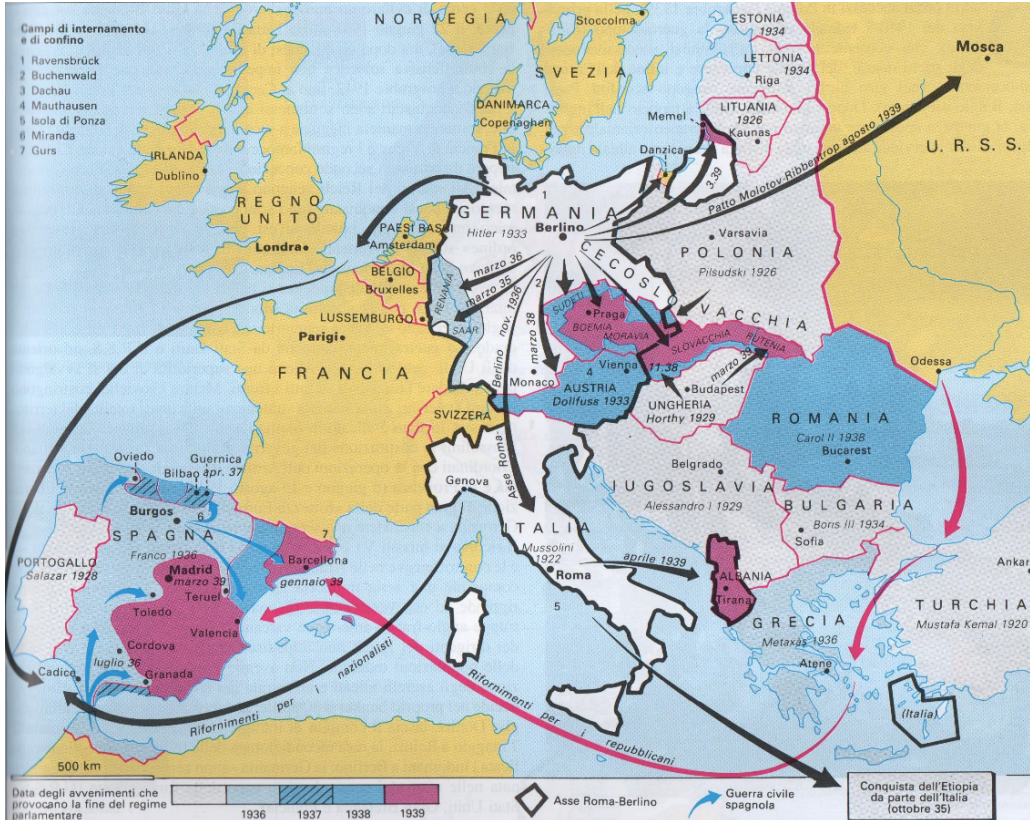 Campi di internamento
e di confino
1 Ravensbrück
2 Buchenwald
3 Dachau
4 Mauthausen
5 Isola di Ponza
6 Miranda
7 Gurs
NORVEGIA
Stoccolma
SVEZIA
ESTONIA
1934
LETTONIA
1934
Riga
LITUANIA
1926
Kaunas
Mosca
U.R.S.S.
DANIMARCA
Copenaghen
Memel
Danzica
3.39
Patto Molotov-Ribbentrop agosto 1939
IRLANDA
Dublino
REGNO
UNITO
Londra
PAESI BASSI
Amsterdam
BELGIO
Bruxelles
LUSSEMBURGO
Parigi
FRANCIA
1
GERMANIA
Hitler 1933
Berlino
marzo 36
marzo 35
RENANIA
SAAR
2
nov. 1936
Asse Roma-
Berlino
marzo 38
3
Monaco
Varsavia
POLONIA
Pilsudski 1926
CECOSLO
VACCHIA
SUDETI
Praga
BOEMIA
MORAVIA
SLOVACCHIA
RUTENIA
11.38
marzo 39
4
Vienna
AUSTRIA
Dollfuss 1933
Budapest
UNGHERIA
Horthy 1929
SVIZZERA
Odessa
ROMANIA
Carol II 1938
Bucarest
Belgrado
JUGOSLAVIA
Alessandro I 1929
BULGARIA
Boris III 1934
Sofia
Genova
ITALIA
Mussolini
1922
Roma
5
aprile 1939
ALBANIA
Tirana
GRECIA
Metaxàs 1936
Atene
Ankar
TURCHIA
Mustafa Kemal 1920
(Italia)
Oviedo
Bilbao
Guernica
apr. 37
6
Burgos
SPAGNA
Franco 1936
7
Barcellona
gennaio 39
PORTOGALLO
Salazar 1928
Madrid
marzo 39
Teruel
Toledo
Valencia
Cordova
luglio 36
Granada
Cadice
Rifornimenti per i nazionalisti
Rifornimenti per i repubblicani
500 km
Data degli avvenimenti che
provocano la fine del regime
parlamentare
1936
1937
1938
1939
Asse Roma-Berlino
Guerra civile
spagnola
Conquista dell'Etiopia
da parte dell'Italia
(ottobre 35)